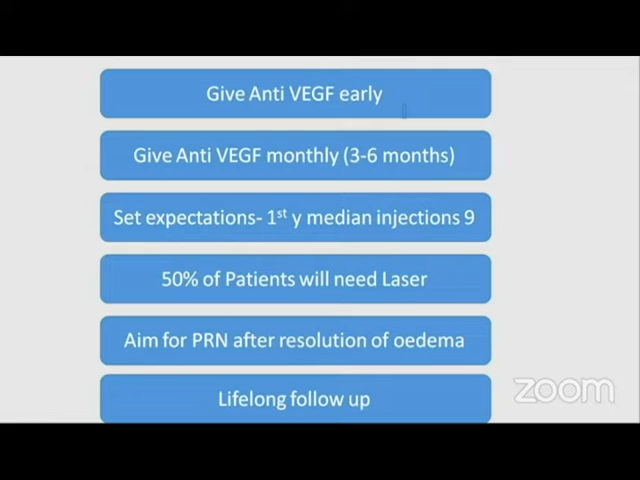 Give Anti VEGF early
Give Anti VEGF monthly (3-6 months)
Set expectations- 1st y median injections 9
50% of Patients will need Laser
Aim for PRN after resolution of oedema
Lifelong follow up
zoom